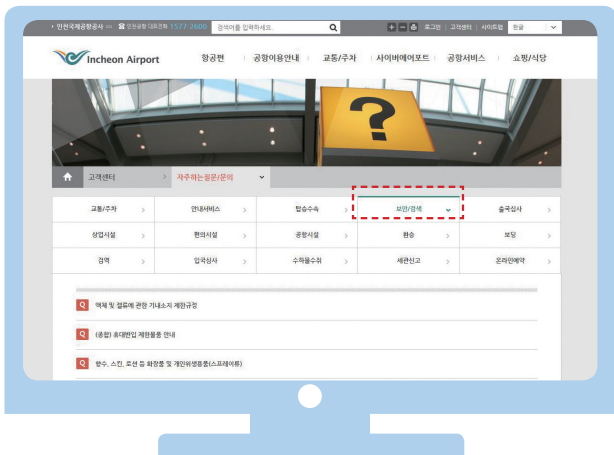 인천국제공항공사 인천공항 대표전화 1577-2600 검색어를 입력하세요. + - 로그인 고객센터 사이트맵 한글
Incheon Airport 항공편 공항이용안내 교통/주차 사이버에어포트 공항서비스 쇼핑/식당
?
고객센터 > 자주하는질문/문의
교통/주차 > 안내서비스 > 탑승수속 > 보안/검색 출국심사 >
상업시설 > 편의시설 > 공항시설 > 환승 > 보딩 >
검역 > 입국심사 > 수하물수취 > 세관신고 > 온라인예약 >
Q 액체 및 젤류에 관한 기내소지 제한규정
Q (종합) 휴대반입 제한물품 안내
Q 향수, 스킨, 로션 등 화장품 및 개인위생용품(스프레이류)